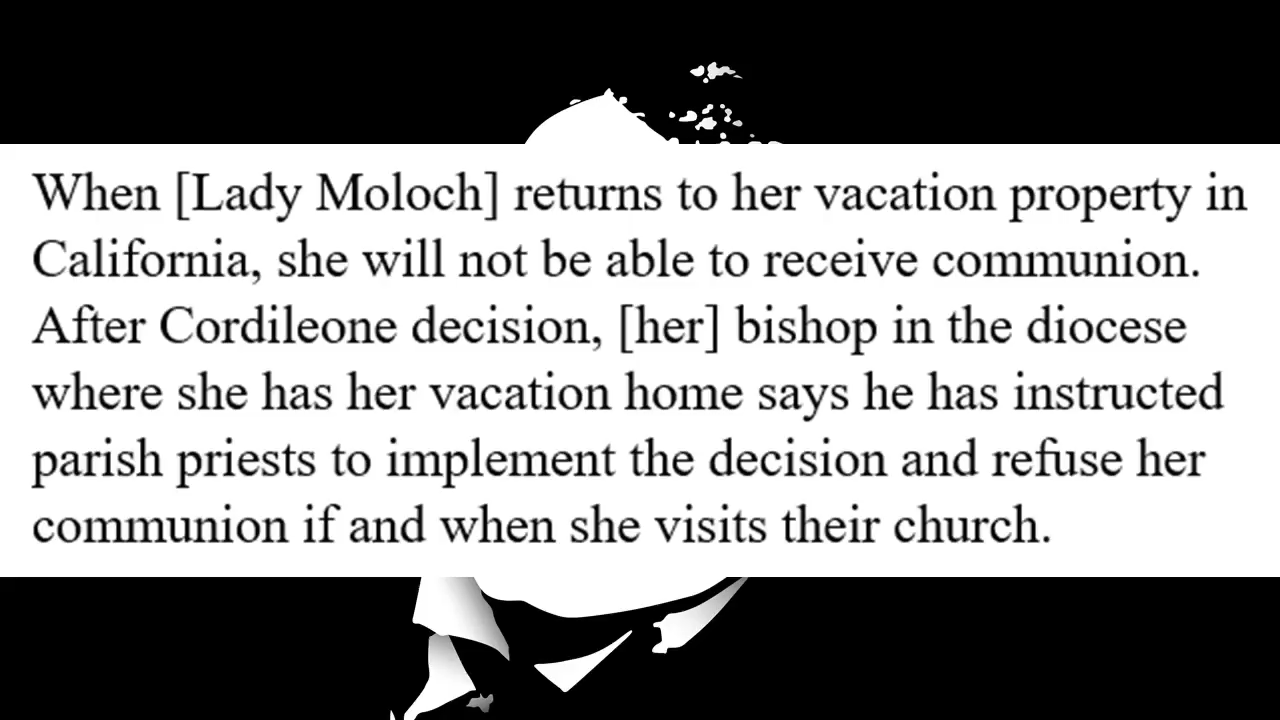 When [Lady Moloch] returns to her vacation property in
California, she will not be able to receive communion.
After Cordileone decision, [her] bishop in the diocese
where she has her vacation home says he has instructed
parish priests to implement the decision and refuse her
communion if and when she visits their church.